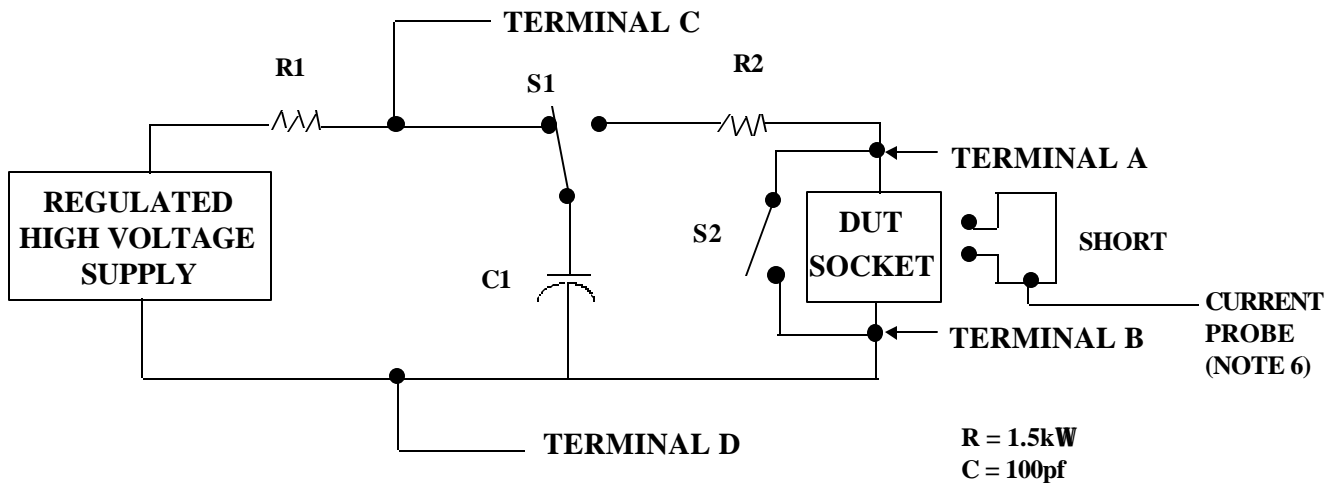 TERMINAL C
R1
S1
R2
TERMINAL A
REGULATED
HIGH VOLTAGE
SUPPLY
S2
DUT
SOCKET
SHORT
C1
CURRENT
PROBE
(NOTE 6)
TERMINAL B
TERMINAL D
R = 1.5kW
C = 100pf